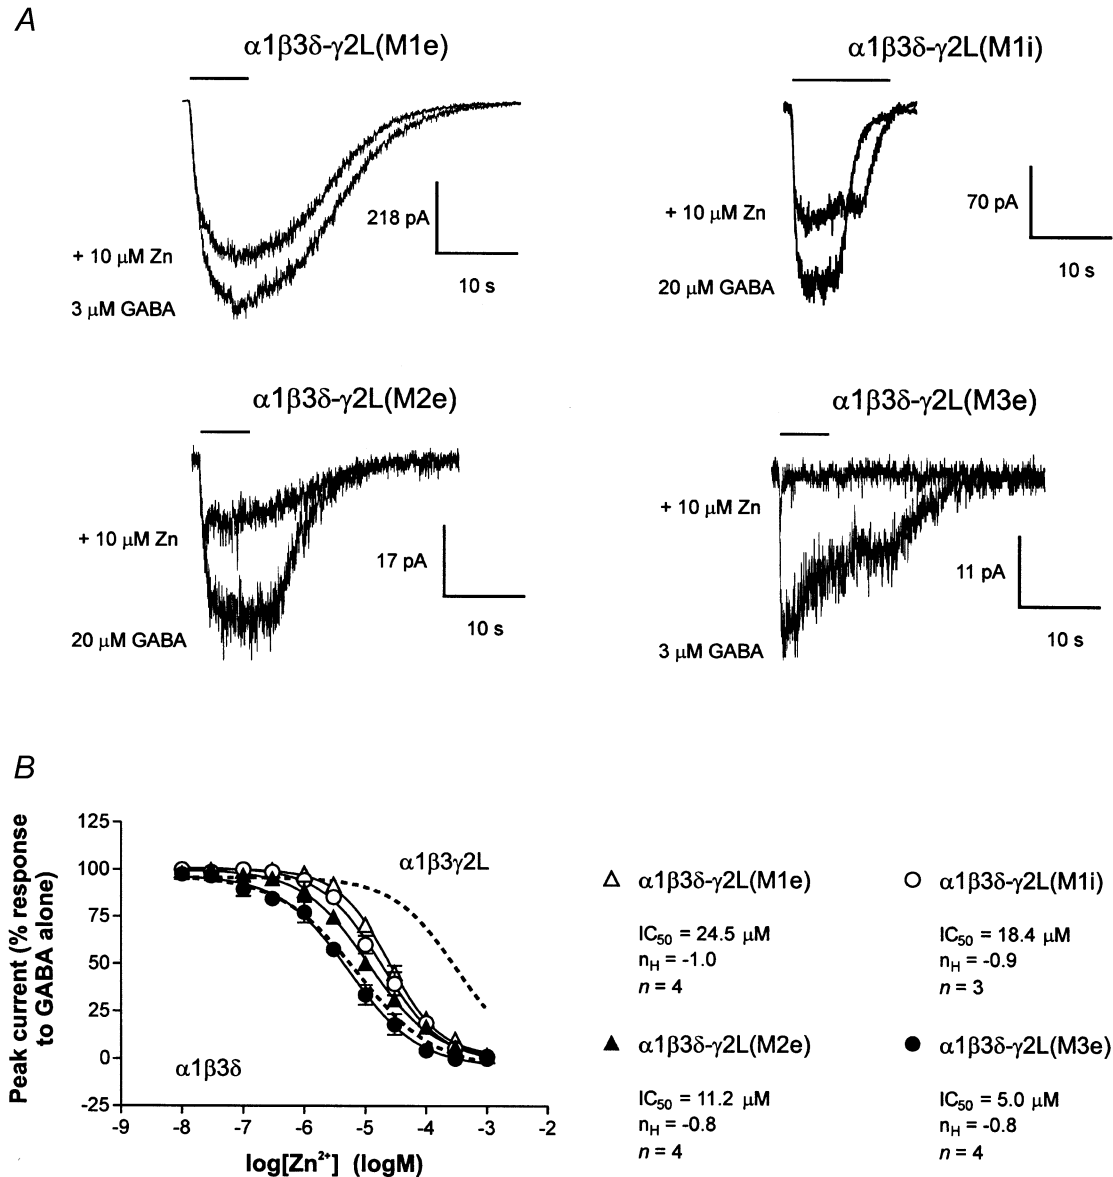 A
α1β3δ-γ2L(M1e)
+ 10 μM Zn
3 μM GABA
218 pA
10 s
α1β3δ-γ2L(M1i)
+ 10 μM Zn
20 μM GABA
70 pA
10 s
α1β3δ-γ2L(M2e)
+ 10 μM Zn
20 μM GABA
17 pA
10 s
α1β3δ-γ2L(M3e)
+ 10 μM Zn
3 μM GABA
11 pA
10 s
B
Peak current (% response
to GABA alone)
125
100
75
50
25
0
-25
-9 -8 -7 -6 -5 -4 -3 -2
log[Zn²⁺] (logM)
α1β3γ2L
α1β3δ
α1β3δ-γ2L(M1e)
IC₅₀ = 24.5 μM
n_H = -1.0
n = 4
α1β3δ-γ2L(M1i)
IC₅₀ = 18.4 μM
n_H = -0.9
n = 3
α1β3δ-γ2L(M2e)
IC₅₀ = 11.2 μM
n_H = -0.8
n = 4
α1β3δ-γ2L(M3e)
IC₅₀ = 5.0 μM
n_H = -0.8
n = 4